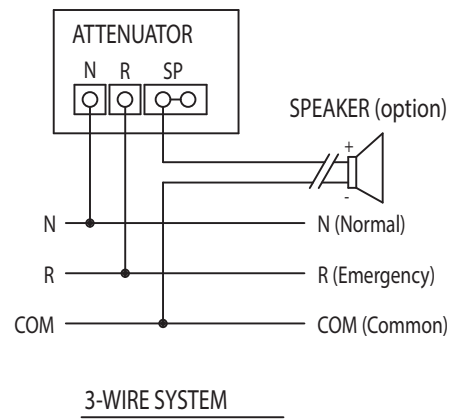 ATTENUATOR
N R SP
SPEAKER (option)
+
-
N N (Normal)
R R (Emergency)
COM COM (Common)
3-WIRE SYSTEM